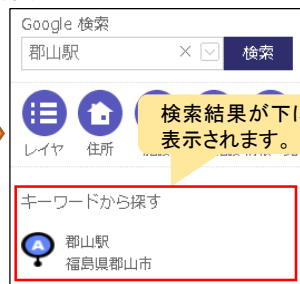 Google 検索
郡山駅
検索
検索結果が下に
表示されます。
レイヤ 住所
キーワードから探す
A
郡山駅
福島県郡山市